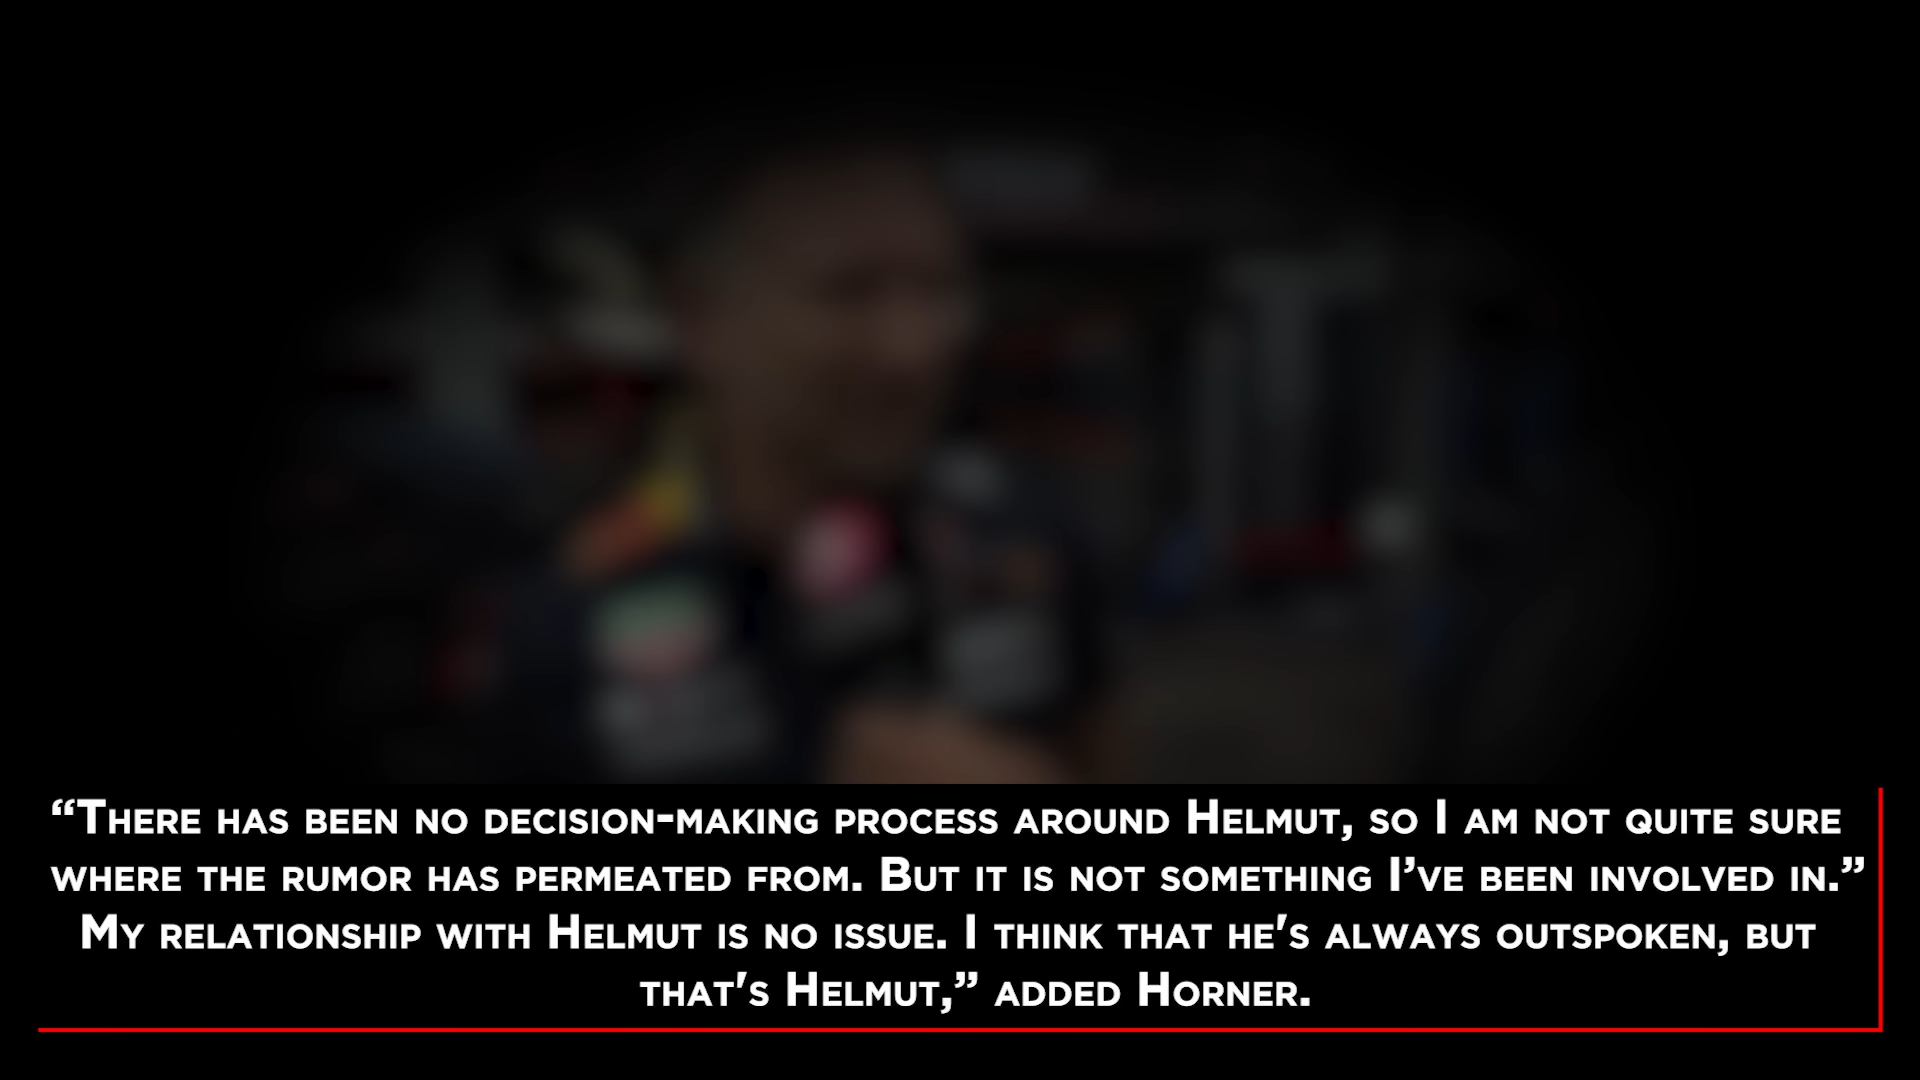 “There has been no decision-making process around Helmut, so I am not quite sure
where the rumor has permeated from. But it is not something I’ve been involved in.”
My relationship with Helmut is no issue. I think that he's always outspoken, but
that's Helmut,” added Horner.